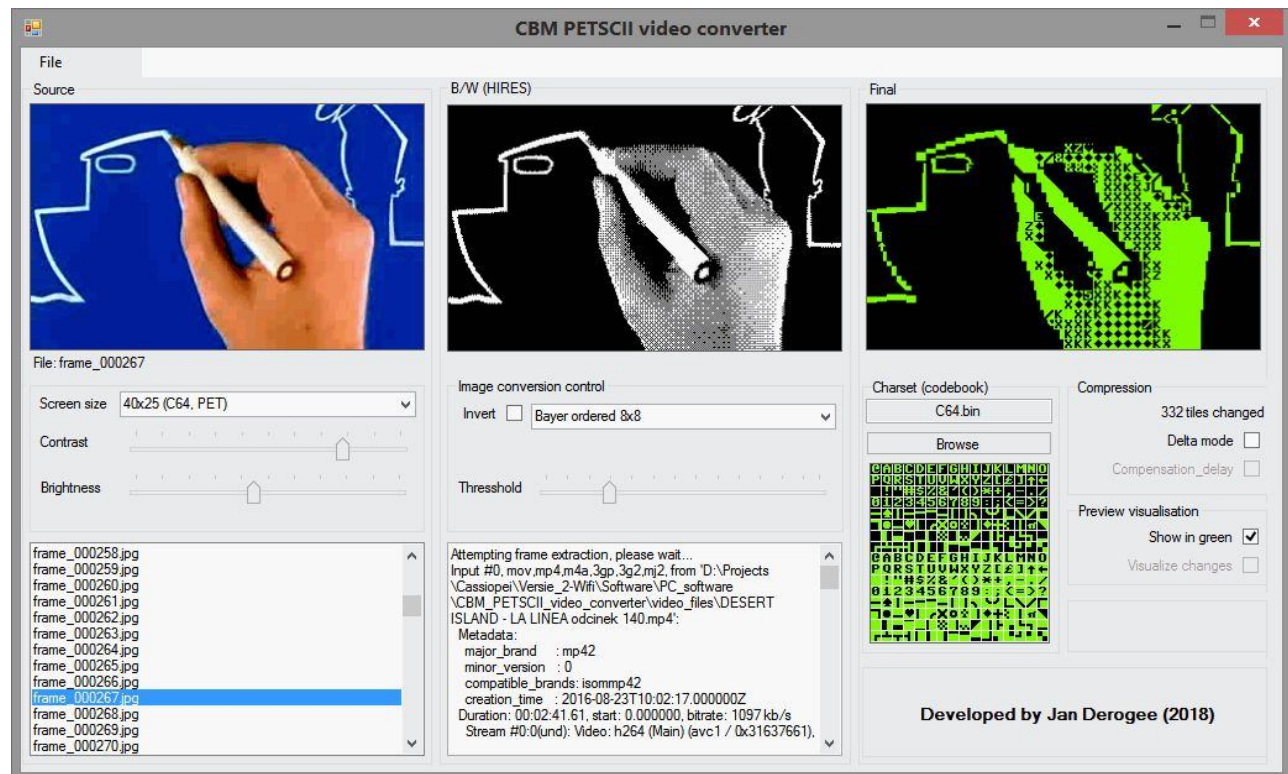 CBM PETSCII video converter
File
Source
B/W (HIRES)
Final
File: frame_000267
Screen size
40x25 (C64, PET)
Contrast
Brightness
Image conversion control
Invert
Bayer ordered 8x8
Thresshold
Charset (codebook)
C64.bin
Browse
@ABCDEFGHIJKLMNO
PQRSTUVWXYZ[£]↑←
!"#$%&'()*+,-./
0123456789:;<=>?
@ABCDEFGHIJKLMNO
PQRSTUVWXYZ[£]↑←
!"#$%&'()*+,-./
0123456789:;<=>?
Compression
332 tiles changed
Delta mode
Compensation_delay
Preview visualisation
Show in green
Visualize changes
frame_000258.jpg
frame_000259.jpg
frame_000260.jpg
frame_000261.jpg
frame_000262.jpg
frame_000263.jpg
frame_000264.jpg
frame_000265.jpg
frame_000266.jpg
frame_000267.jpg
frame_000268.jpg
frame_000269.jpg
frame_000270.jpg
Attempting frame extraction, please wait...
Input #0, mov,mp4,m4a,3gp,3g2,mj2, from 'D:\Projects
\Cassiopei\Versie_2-Wifi\Software\PC_software
\CBM_PETSCII_video_converter\video_files\DESERT
ISLAND - LA LINEA odcinek 140.mp4':
Metadata:
major_brand : mp42
minor_version : 0
compatible_brands: isommp42
creation_time : 2016-08-23T10:02:17.000000Z
Duration: 00:02:41.61, start: 0.000000, bitrate: 1097 kb/s
Stream #0:0(und): Video: h264 (Main) (avc1 / 0x31637661),
Developed by Jan Derogee (2018)